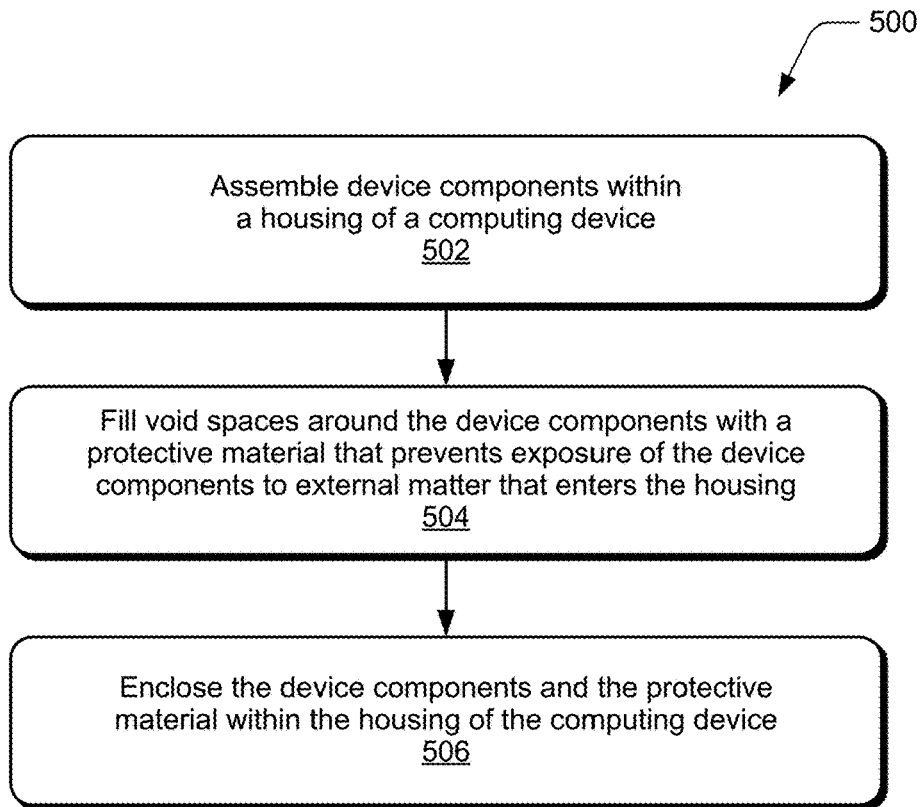 500
Assemble device components within
a housing of a computing device
502
Fill void spaces around the device components with a
protective material that prevents exposure of the device
components to external matter that enters the housing
504
Enclose the device components and the protective
material within the housing of the computing device
506